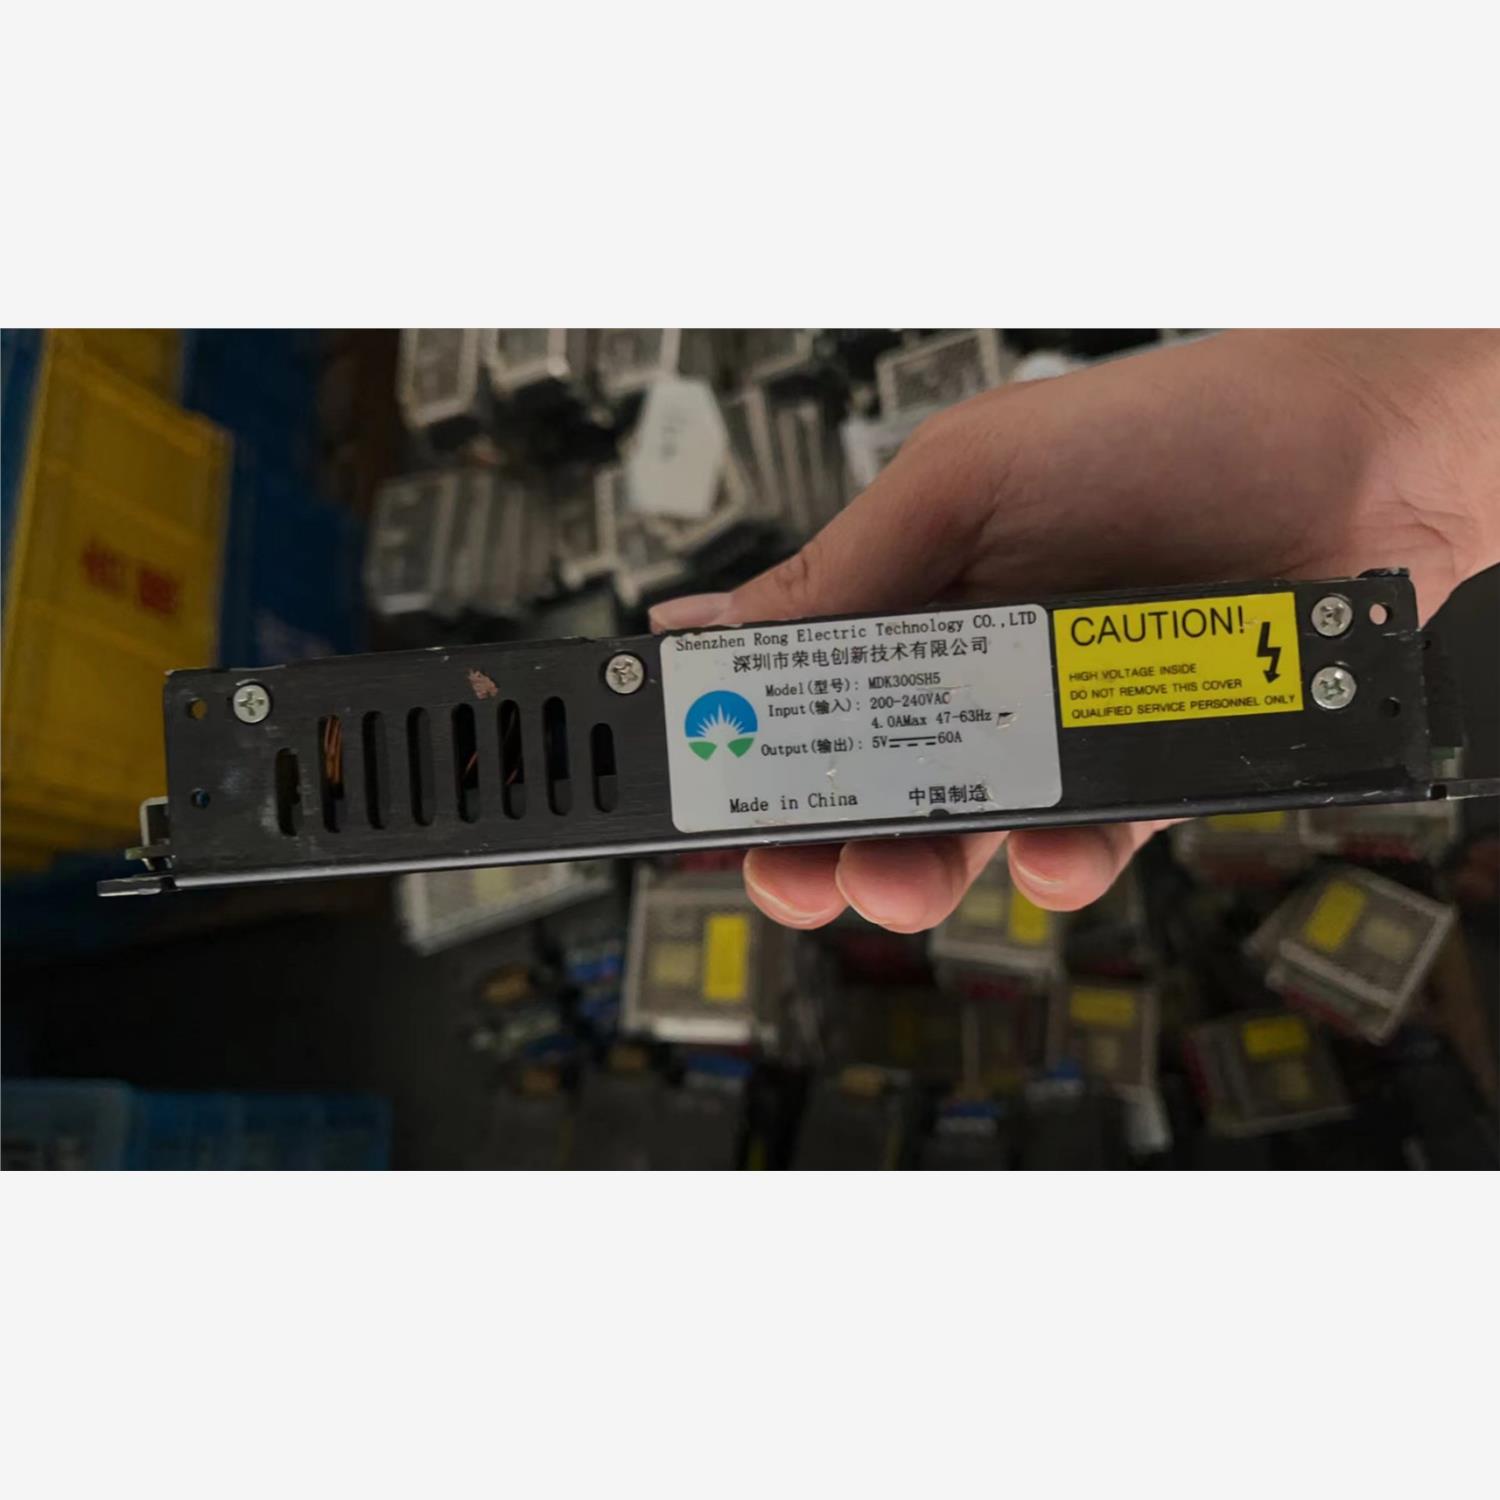 Shenzhen Rong Electric Technology CO.,LTD
深圳市荣电创新技术有限公司
Model(型号): MDK300SH5
Input(输入): 200-240VAC
4.0AMax 47-63Hz
Output(输出): 5V⎓60A
Made in China 中国制造
CAUTION!
HIGH VOLTAGE INSIDE
DO NOT REMOVE THIS COVER
QUALIFIED SERVICE PERSONNEL ONLY